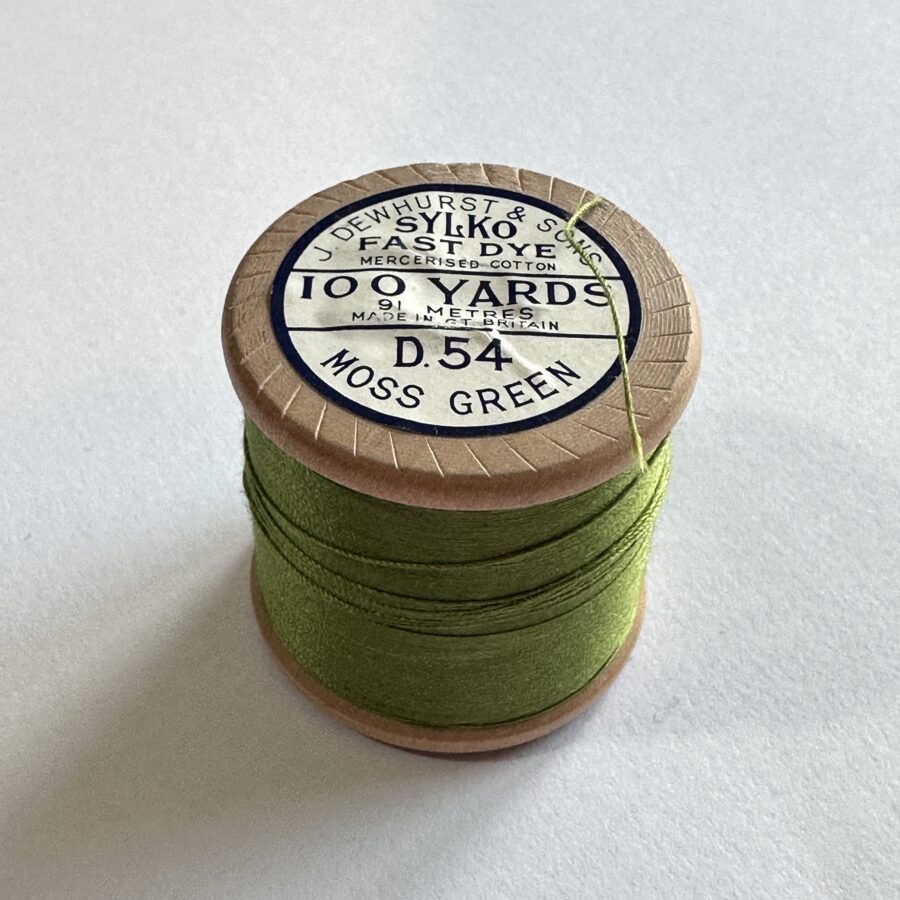 J. DEWHURST & SONS
SYLKO
FAST DYE
MERCERISED COTTON
100 YARDS
91 METRES
MADE IN GT. BRITAIN
D.54
MOSS GREEN